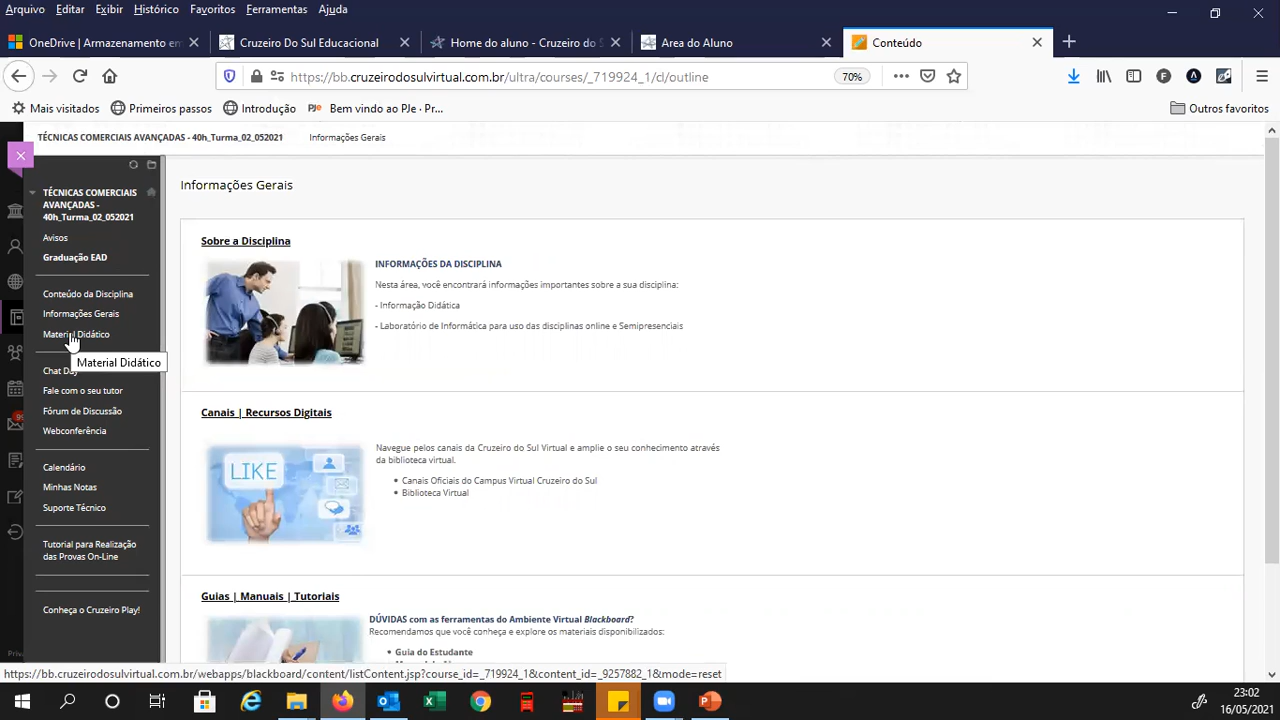 Arquivo Editar Exibir Histórico Favoritos Ferramentas Ajuda
OneDrive | Armazenamento em
Cruzeiro Do Sul Educacional
Home do aluno - Cruzeiro do S
Area do Aluno
Conteúdo
https://bb.cruzeirodosulvirtual.com.br/ultra/courses/_719924_1/cl/outline
70%
Mais visitados
Primeiros passos
Introdução
Bem vindo ao PJe - Pr...
Outros favoritos
TÉCNICAS COMERCIAIS AVANÇADAS - 40h_Turma_02_052021 Informações Gerais
TÉCNICAS COMERCIAIS
AVANÇADAS -
40h_Turma_02_052021
Avisos
Graduação EAD
Conteúdo da Disciplina
Informações Gerais
Material Didático
Material Didático
Fale com o seu tutor
Fórum de Discussão
Webconferência
Calendário
Minhas Notas
Suporte Técnico
Tutorial para Realização
das Provas On-Line
Conheça o Cruzeiro Play!
Informações Gerais
Sobre a Disciplina
INFORMAÇÕES DA DISCIPLINA
Nesta área, você encontrará informações importantes sobre a sua disciplina:
- Informação Didática
- Laboratório de Informática para uso das disciplinas online e Semipresenciais
Canais | Recursos Digitais
LIKE
Navegue pelos canais da Cruzeiro do Sul Virtual e amplie o seu conhecimento através
da biblioteca virtual.
• Canais Oficiais do Campus Virtual Cruzeiro do Sul
• Biblioteca Virtual
Guias | Manuais | Tutoriais
DÚVIDAS com as ferramentas do Ambiente Virtual Blackboard?
Recomendamos que você conheça e explore os materiais disponibilizados:
• Guia do Estudante
https://bb.cruzeirodosulvirtual.com.br/webapps/blackboard/content/listContent.jsp?course_id=_719924_1&content_id=_9257882_1&mode=reset
23:02
16/05/2021